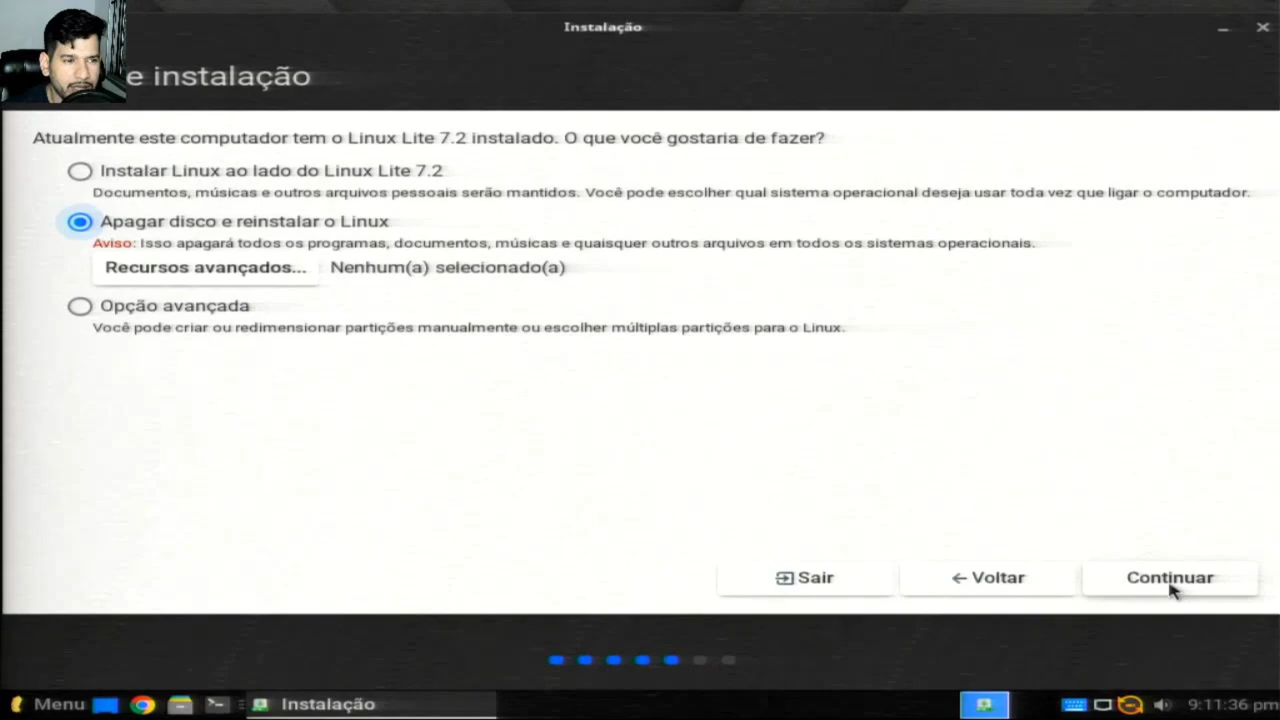 Instalação
e instalação
Atualmente este computador tem o Linux Lite 7.2 instalado. O que você gostaria de fazer?
Instalar Linux ao lado do Linux Lite 7.2
Documentos, músicas e outros arquivos pessoais serão mantidos. Você pode escolher qual sistema operacional deseja usar toda vez que ligar o computador.
Apagar disco e reinstalar o Linux
Aviso: Isso apagará todos os programas, documentos, músicas e quaisquer outros arquivos em todos os sistemas operacionais.
Recursos avançados... Nenhum(a) selecionado(a)
Opção avançada
Você pode criar ou redimensionar partições manualmente ou escolher múltiplas partições para o Linux.
Sair Voltar Continuar
Menu Instalação 9:11:36 pm